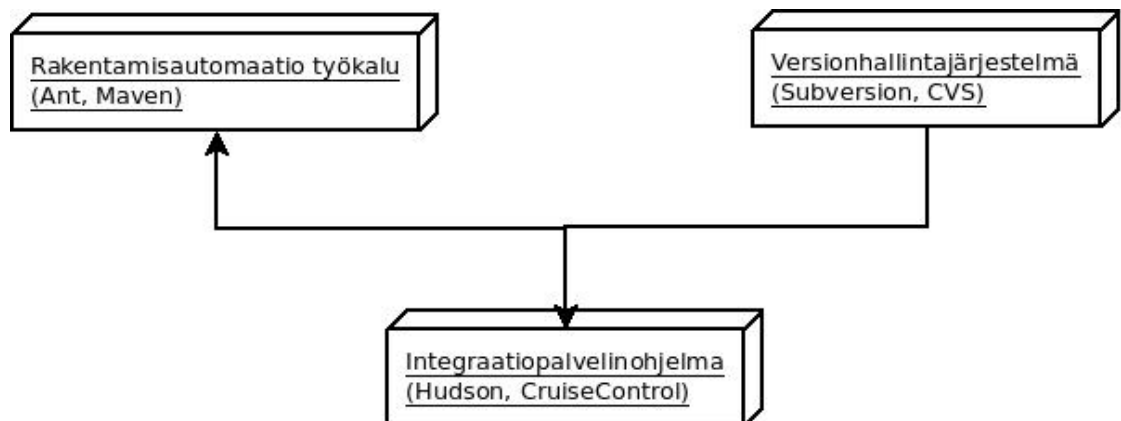 Rakentamisautomaatio työkalu
(Ant, Maven)
Versionhallintajärjestelmä
(Subversion, CVS)
Integraatiopalvelinohjelma
(Hudson, CruiseControl)